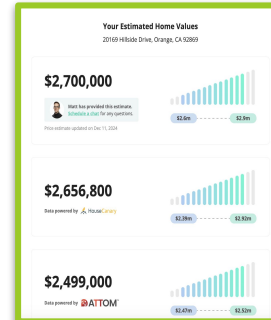 Your Estimated Home Values
20169 Hillside Drive, Orange, CA 92869
$2,700,000
Matt has provided this estimate.
Schedule a chat for any questions.
Price estimate updated on Dec 11, 2024
$2.6m
$2.9m
$2,656,800
Data powered by HouseCanary
$2.39m
$2.92m
$2,499,000
Data powered by ATTOM
$2.47m
$2.52m